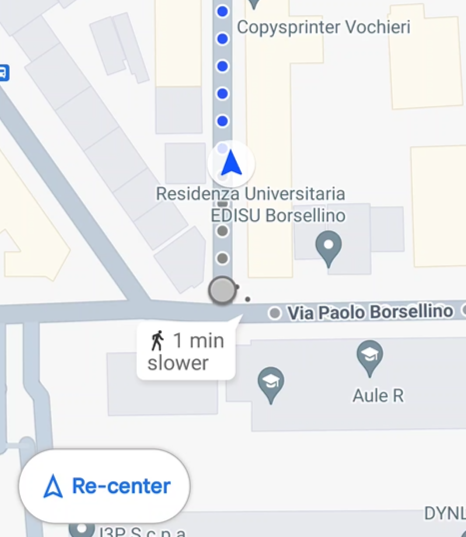 Copysprinter Vochieri
Residenza Universitaria
EDISU Borsellino
Via Paolo Borsellino
1 min
slower
Aule R
Re-center
DYNL
I3P S.c.p.a